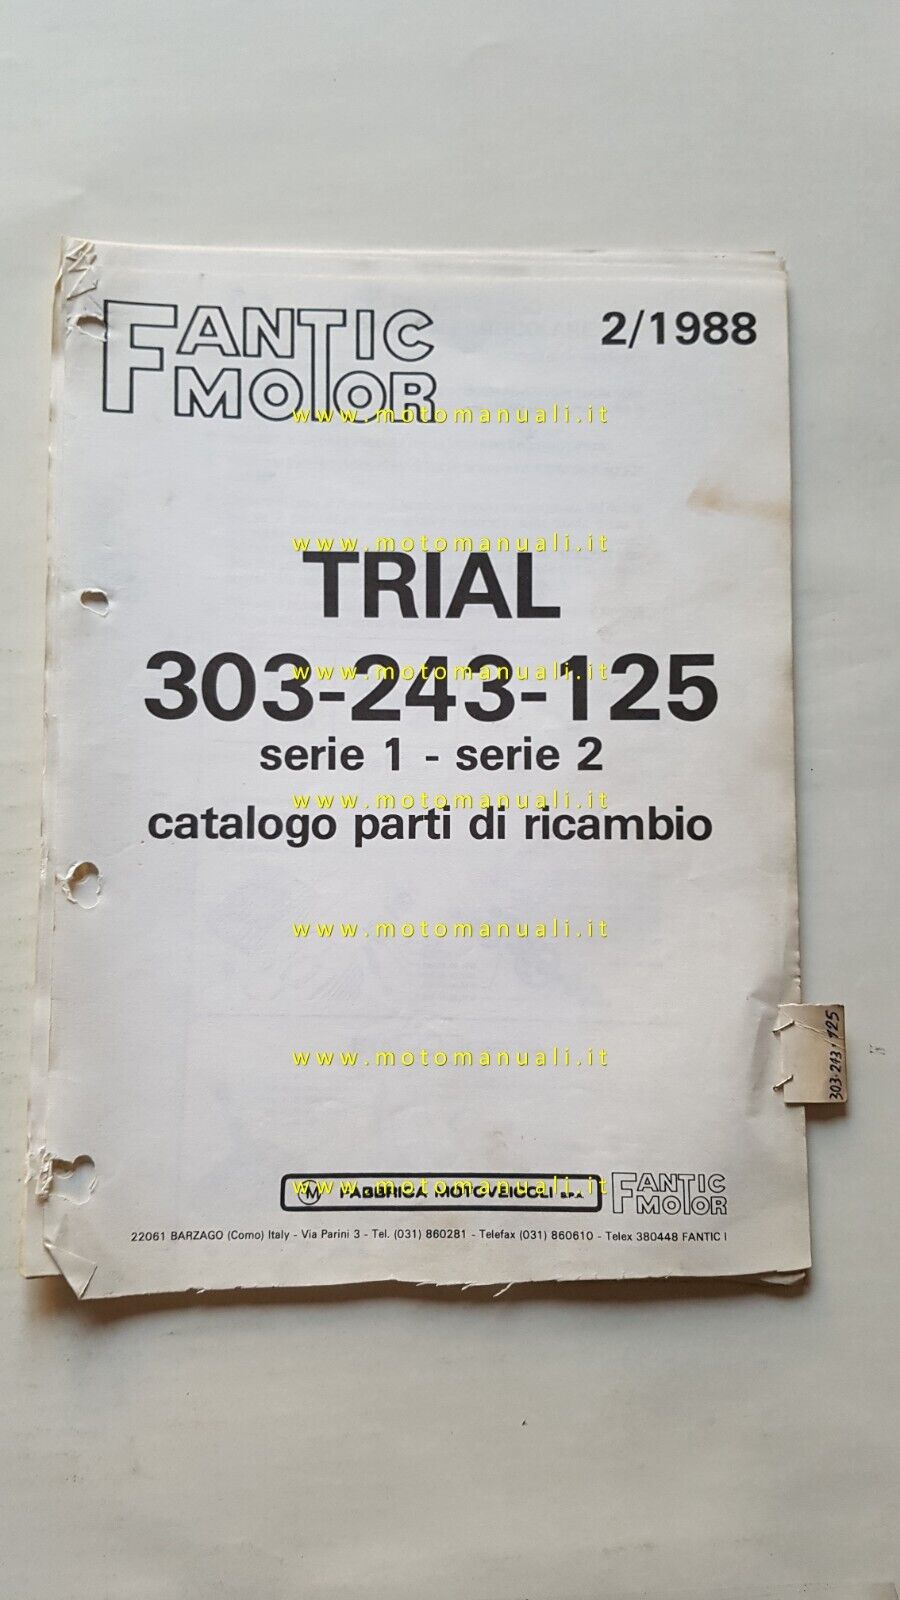 FANTIC
MOTOR
2/1988
www.motomanuali.it
www.motomanuali.it
TRIAL
www.motomanuali.it
303-243-125
serie 1 - serie 2
www.motomanuali.it
catalogo parti di ricambio
www.motomanuali.it
www.motomanuali.it
303-243-125
www.motomanuali.it
M FABBRICA MOTOVEICOLI s.p.A.
FANTIC
MOTOR
22061 BARZAGO (Como) Italy - Via Parini 3 - Tel. (031) 860281 - Telefax (031) 860610 - Telex 380448 FANTIC I